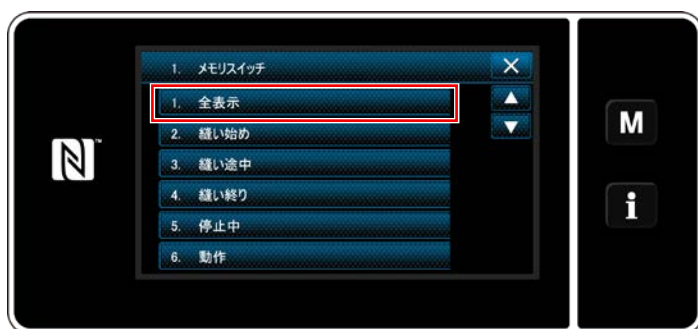 1. メモリスイッチ
1. 全表示
2. 縫い始め
3. 縫い途中
4. 縫い終り
5. 停止中
6. 動作
M
i